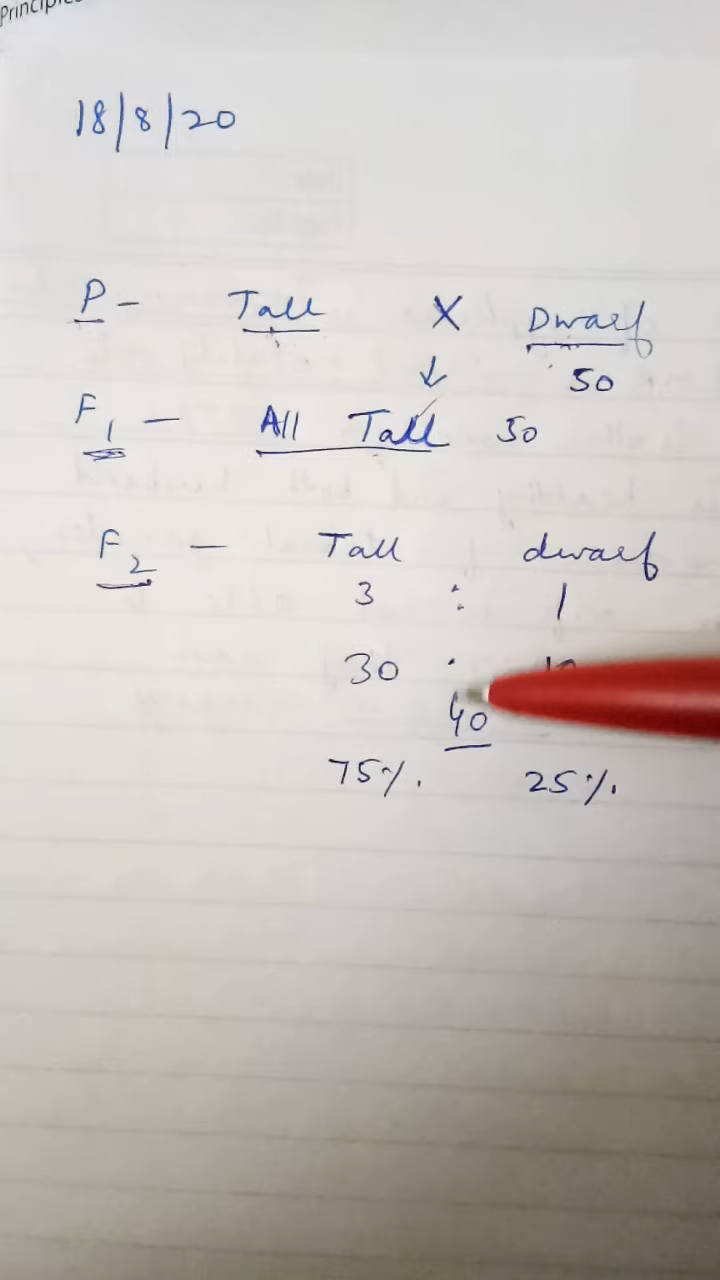 18/8/20
P - Tall X Dwarf
↓ 50
F1 - All Tall 50
F2 - Tall dwarf
3 : 1
30 :
40
75% 25%